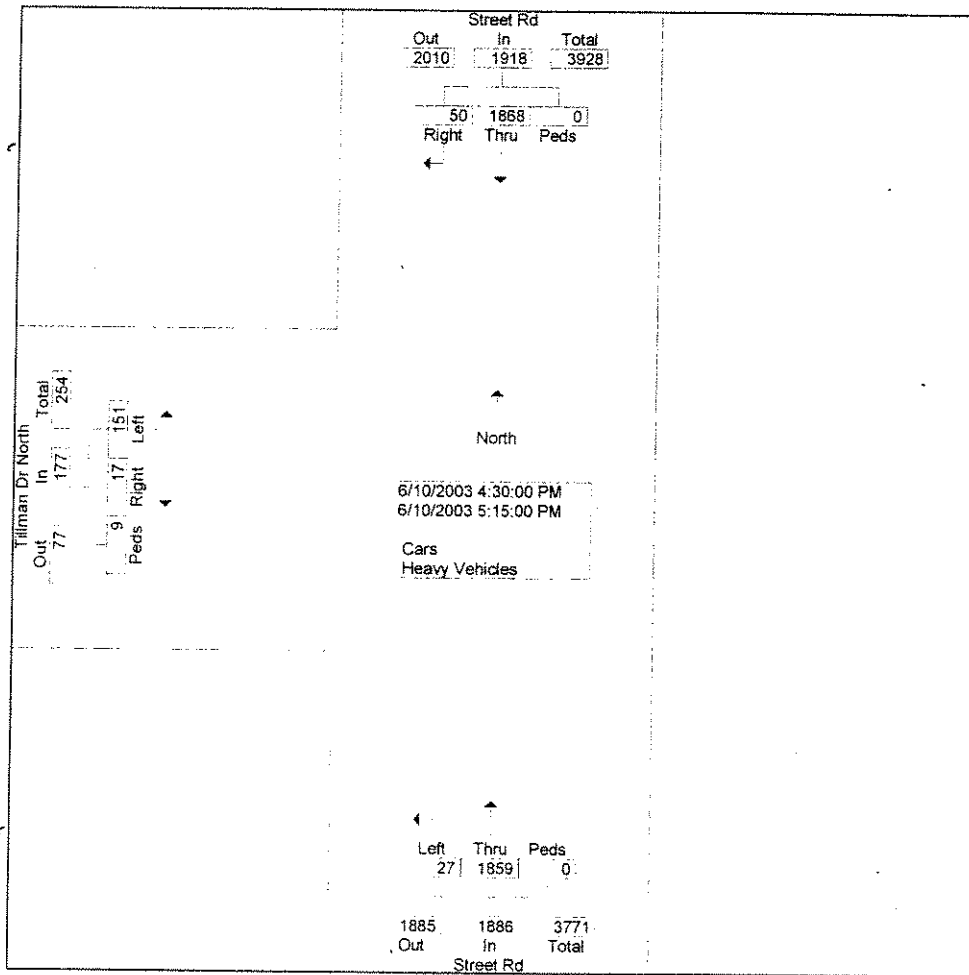 Street Rd
Out In Total
2010 1918 3928
50 1868 0
Right Thru Peds
Tillman Dr North
Out In Total
77 177 254
9 17 151
Peds Right Left
North
6/10/2003 4:30:00 PM
6/10/2003 5:15:00 PM
Cars
Heavy Vehicles
Left Thru Peds
27 1859 0
1885 1886 3771
Out In Total
Street Rd